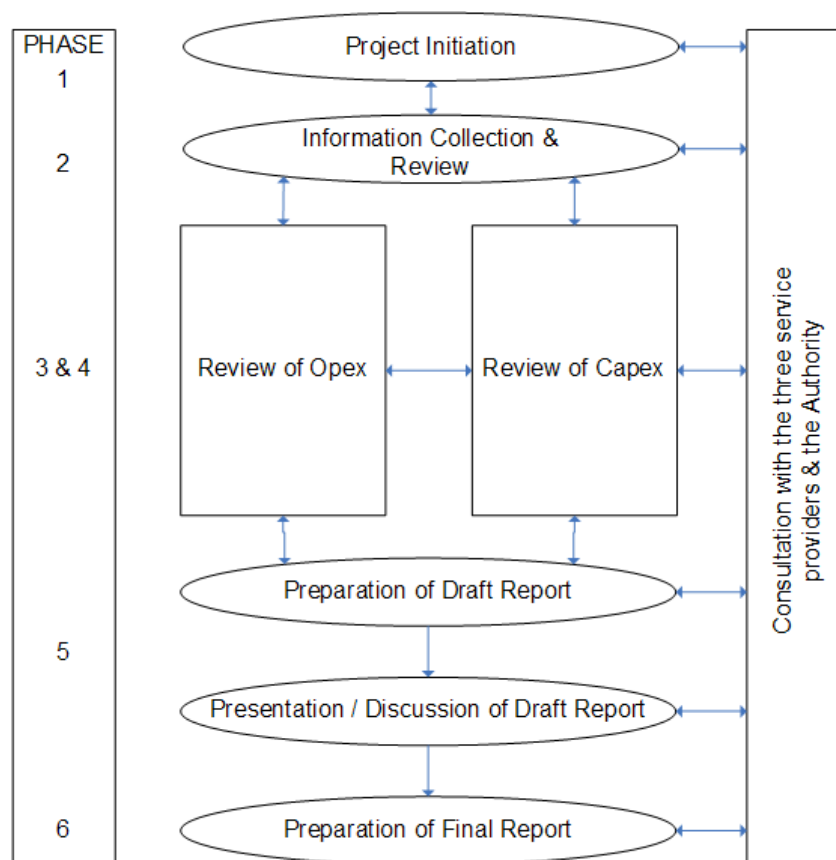 PHASE
1
2
3 & 4
5
6
Project Initiation
Information Collection &
Review
Review of Opex
Review of Capex
Preparation of Draft Report
Presentation / Discussion of Draft Report
Preparation of Final Report
Consultation with the three service
providers & the Authority